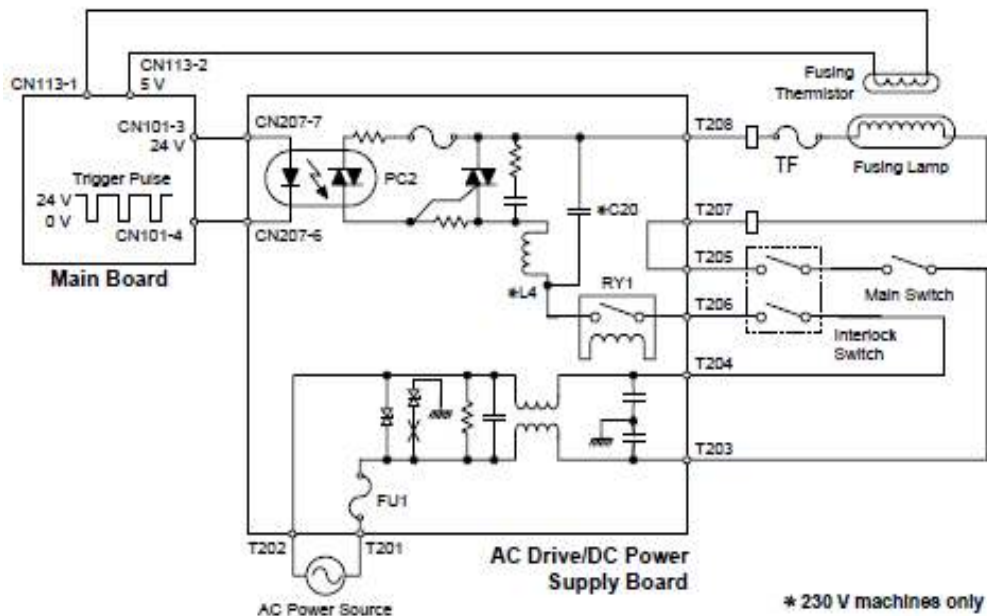 CN113-1
CN113-2
5 V
Fusing
Thermistor
CN101-3
24 V
CN207-7
T208
TF
Fusing Lamp
PC2
Trigger Pulse
24 V
0 V
CN101-4
CN207-6
*C20
T207
Main Board
T205
*L4
RY1
T206
Main Switch
Interlock
Switch
T204
T203
FU1
T202
T201
AC Drive/DC Power
Supply Board
AC Power Source
* 230 V machines only